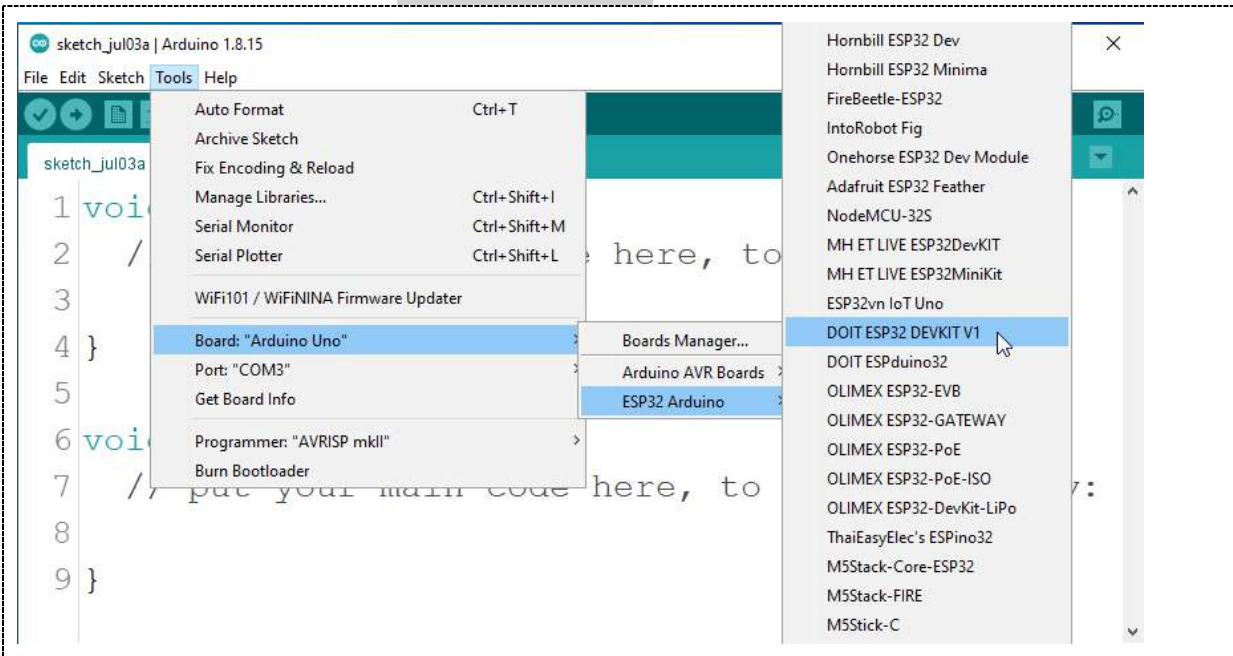 sketch_jul03a | Arduino 1.8.15
File Edit Sketch Tools Help
sketch_jul03a
Auto Format Ctrl+T
Archive Sketch
Fix Encoding & Reload
Manage Libraries... Ctrl+Shift+I
Serial Monitor Ctrl+Shift+M
Serial Plotter Ctrl+Shift+L
WiFi101 / WiFiNINA Firmware Updater
Board: "Arduino Uno"
Port: "COM3"
Get Board Info
Programmer: "AVRISP mkII"
Burn Bootloader
Boards Manager...
Arduino AVR Boards
ESP32 Arduino
Hornbill ESP32 Dev
Hornbill ESP32 Minima
FireBeetle-ESP32
IntoRobot Fig
Onehorse ESP32 Dev Module
Adafruit ESP32 Feather
NodeMCU-32S
MH ET LIVE ESP32DevKIT
MH ET LIVE ESP32MiniKit
ESP32vn IoT Uno
DOIT ESP32 DEVKIT V1
DOIT ESPduino32
OLIMEX ESP32-EVB
OLIMEX ESP32-GATEWAY
OLIMEX ESP32-PoE
OLIMEX ESP32-PoE-ISO
OLIMEX ESP32-DevKit-LiPo
ThaiEasyElec's ESPino32
M5Stack-Core-ESP32
M5Stack-FIRE
M5Stick-C
1 voi
2 / here, to
3
4 }
5
6 voi
7 // put your main code here, to y:
8
9 }